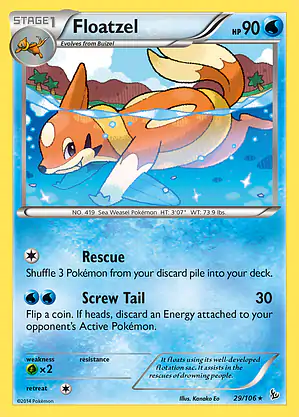 STAGE1
Floatzel
HP 90
Evolves from Buizel
NO. 419 Sea Weasel Pokémon HT: 3'07" WT: 73.9 lbs.
Rescue
Shuffle 3 Pokémon from your discard pile into your deck.
Screw Tail 30
Flip a coin. If heads, discard an Energy attached to your
opponent's Active Pokémon.
weakness resistance
×2
retreat
It floats using its well-developed
flotation sac. It assists in the
rescues of drowning people.
Illus. Kanako Eo 29/106 ★
©2014 Pokémon